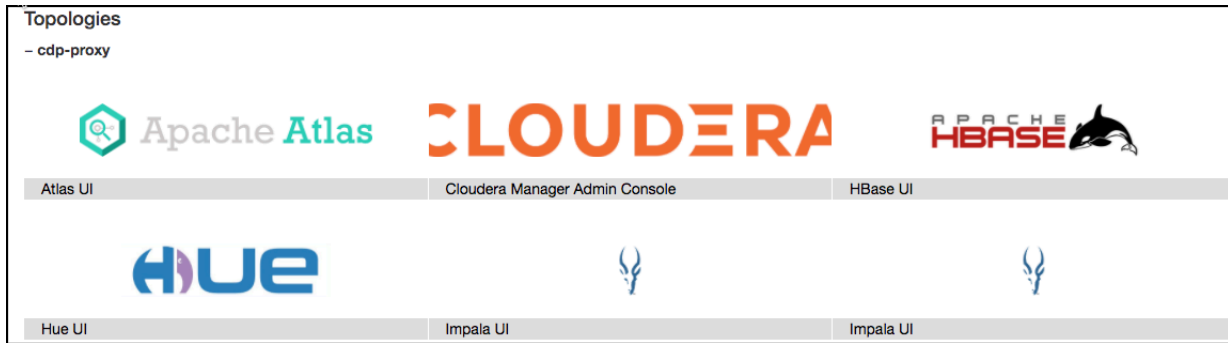 Topologies
– cdp-proxy
Apache Atlas
CLOUDERA
APACHE
HBASE
Atlas UI
Cloudera Manager Admin Console
HBase UI
HUE
Hue UI
Impala UI
Impala UI